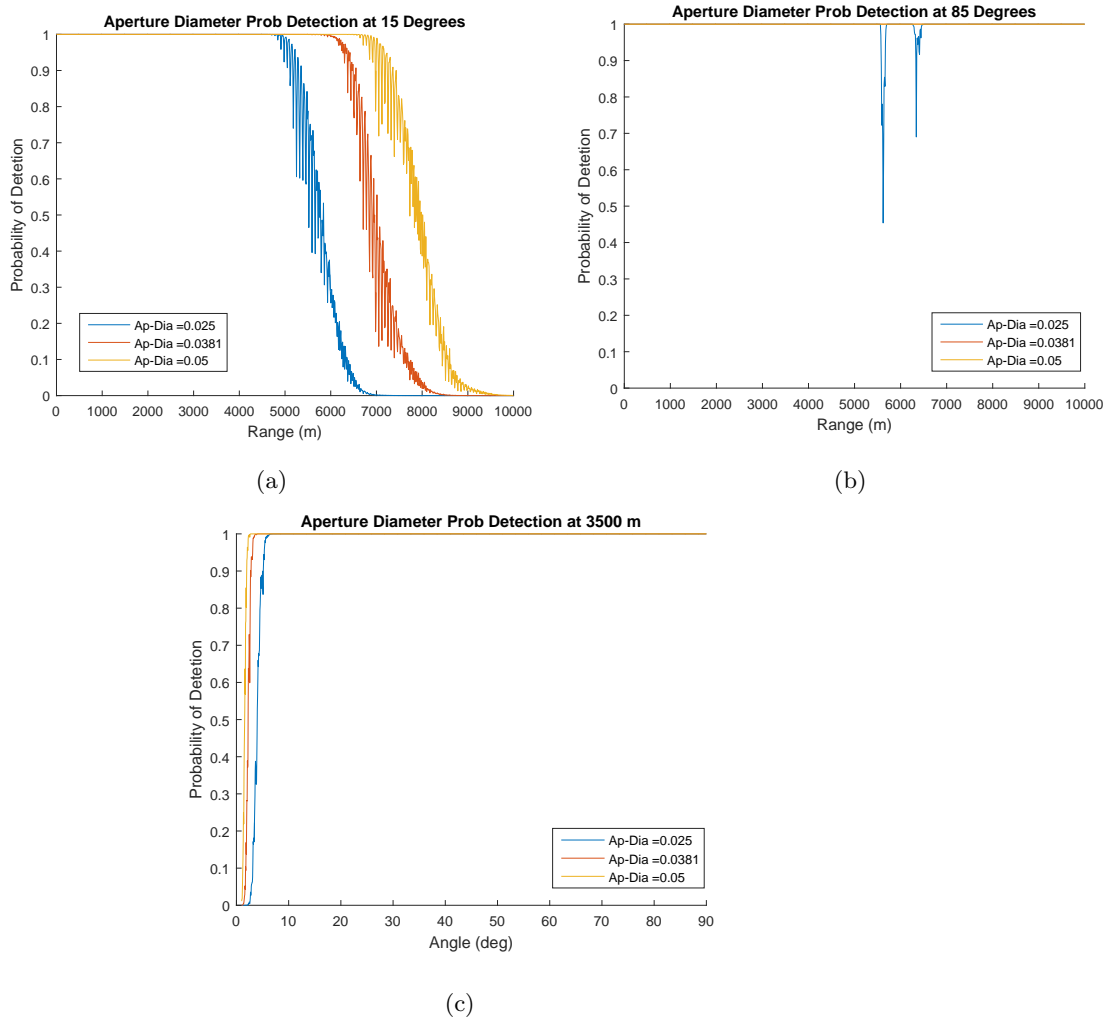 Aperture Diameter Prob Detection at 15 Degrees
1
0.9
0.8
0.7
0.6
0.5
0.4
0.3
0.2
0.1
0
Probability of Detetion
Ap-Dia =0.025
Ap-Dia =0.0381
Ap-Dia =0.05
0 1000 2000 3000 4000 5000 6000 7000 8000 9000 10000
Range (m)
(a)
Aperture Diameter Prob Detection at 85 Degrees
1
0.9
0.8
0.7
0.6
0.5
0.4
0.3
0.2
0.1
0
Probability of Detetion
Ap-Dia =0.025
Ap-Dia =0.0381
Ap-Dia =0.05
0 1000 2000 3000 4000 5000 6000 7000 8000 9000 10000
Range (m)
(b)
Aperture Diameter Prob Detection at 3500 m
1
0.9
0.8
0.7
0.6
0.5
0.4
0.3
0.2
0.1
0
Probability of Detetion
Ap-Dia =0.025
Ap-Dia =0.0381
Ap-Dia =0.05
0 10 20 30 40 50 60 70 80 90
Angle (deg)
(c)